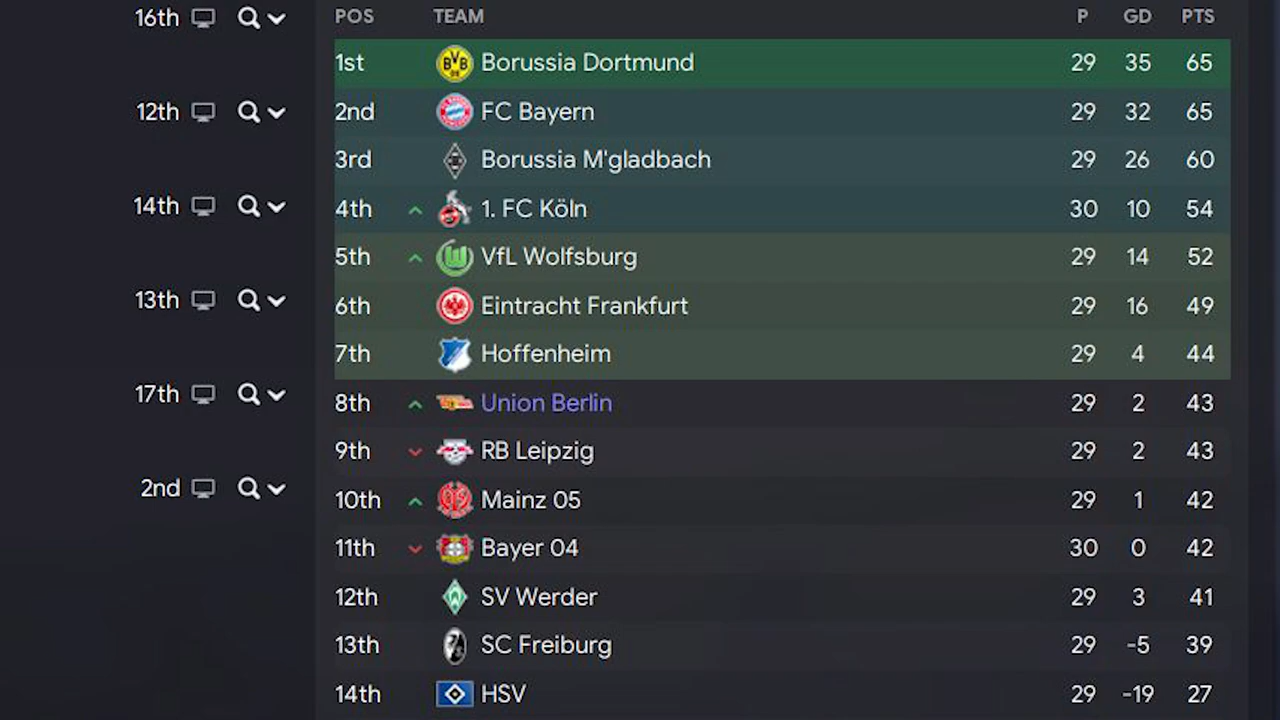 16th
POS TEAM P GD PTS
1st Borussia Dortmund 29 35 65
12th
2nd FC Bayern 29 32 65
3rd Borussia M'gladbach 29 26 60
14th
4th 1. FC Köln 30 10 54
5th VfL Wolfsburg 29 14 52
13th
6th Eintracht Frankfurt 29 16 49
7th Hoffenheim 29 4 44
17th
8th Union Berlin 29 2 43
9th RB Leipzig 29 2 43
2nd
10th Mainz 05 29 1 42
11th Bayer 04 30 0 42
12th SV Werder 29 3 41
13th SC Freiburg 29 -5 39
14th HSV 29 -19 27